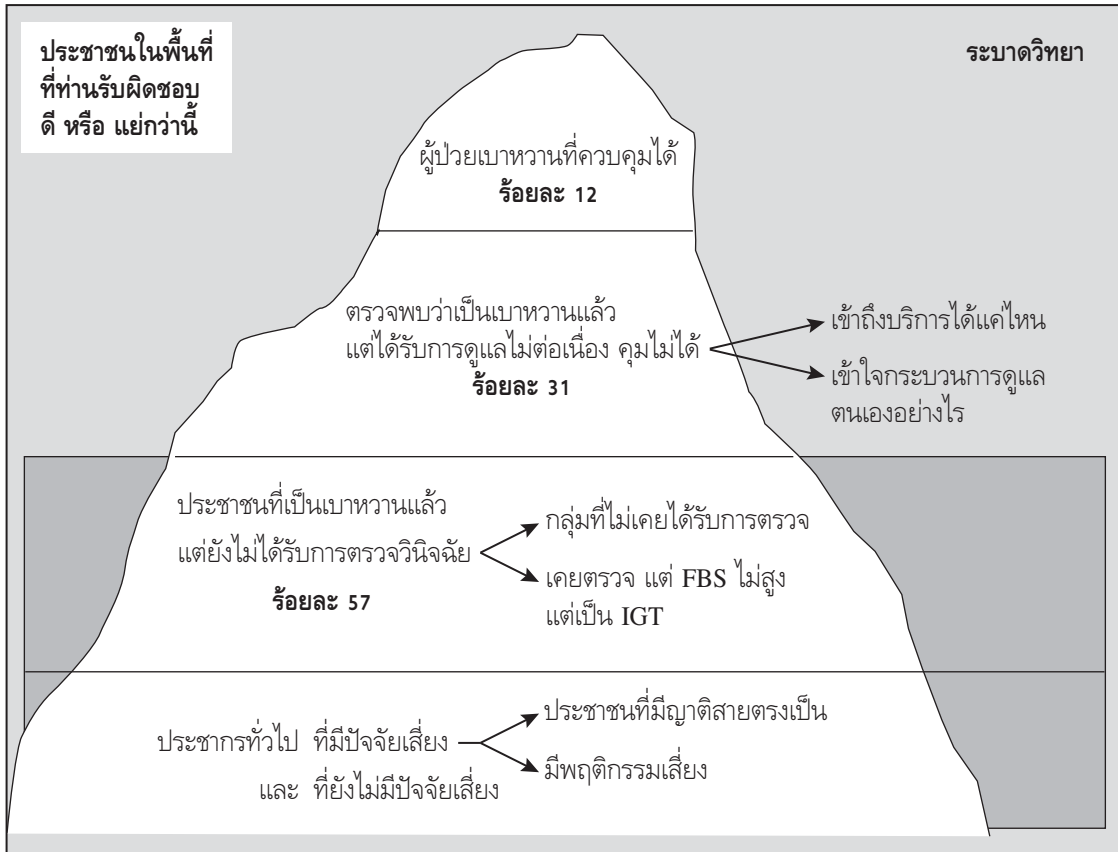 ประชาชนในพื้นที่
ที่ท่านรับผิดชอบ
ดี หรือ แย่กว่านี้
ระบาดวิทยา
ผู้ป่วยเบาหวานที่ควบคุมได้
ร้อยละ 12
ตรวจพบว่าเป็นเบาหวานแล้ว
แต่ได้รับการดูแลไม่ต่อเนื่อง คุมไม่ได้
ร้อยละ 31
เข้าถึงบริการได้แค่ไหน
เข้าใจกระบวนการดูแล
ตนเองอย่างไร
ประชาชนที่เป็นเบาหวานแล้ว
แต่ยังไม่ได้รับการตรวจวินิจฉัย
ร้อยละ 57
กลุ่มที่ไม่เคยได้รับการตรวจ
เคยตรวจ แต่ FBS ไม่สูง
แต่เป็น IGT
ประชากรทั่วไป ที่มีปัจจัยเสี่ยง
และ ที่ยังไม่มีปัจจัยเสี่ยง
ประชาชนที่มีญาติสายตรงเป็น
มีพฤติกรรมเสี่ยง